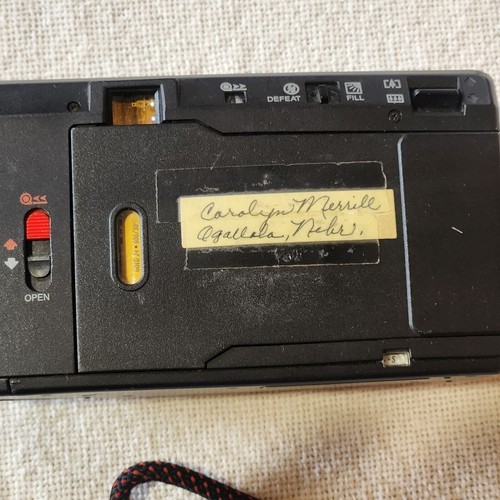 DEFEAT
FILL
Carolyn Merrill
Ogallala, Nebr.
OPEN